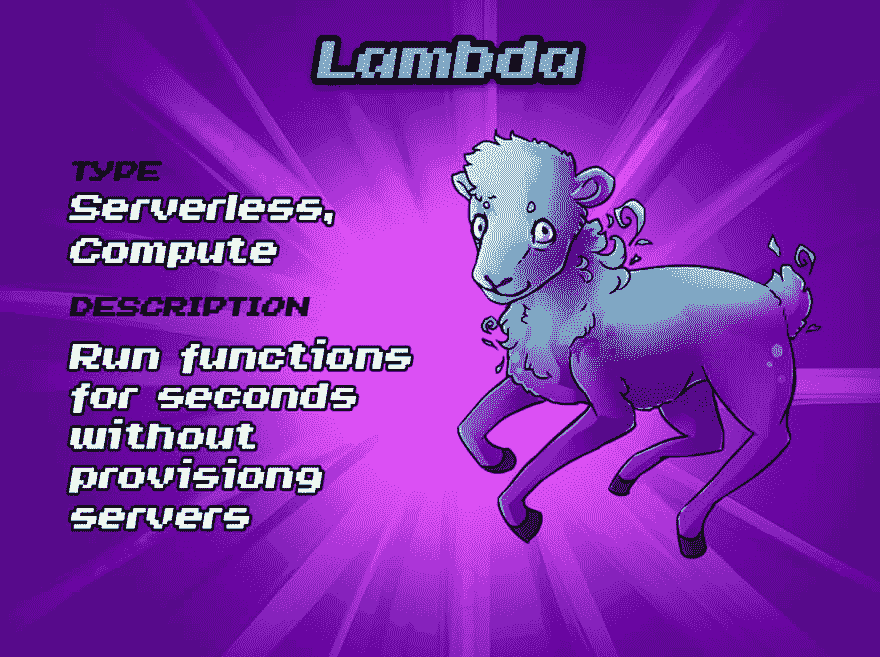 Lambda
TYPE
Serverless,
Compute
DESCRIPTION
Run functions
for seconds
without
provisiong
servers